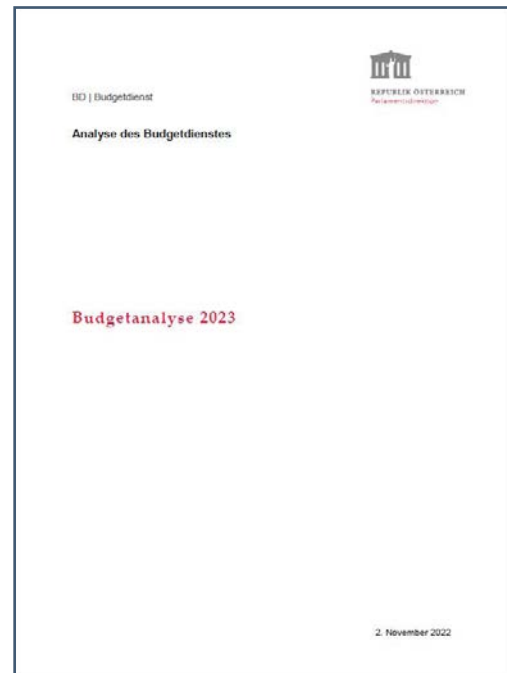 BD | Budgetdienst
REPUBLIK ÖSTERREICH
Parlamentsdirektion
Analyse des Budgetdienstes
Budgetanalyse 2023
2. November 2022